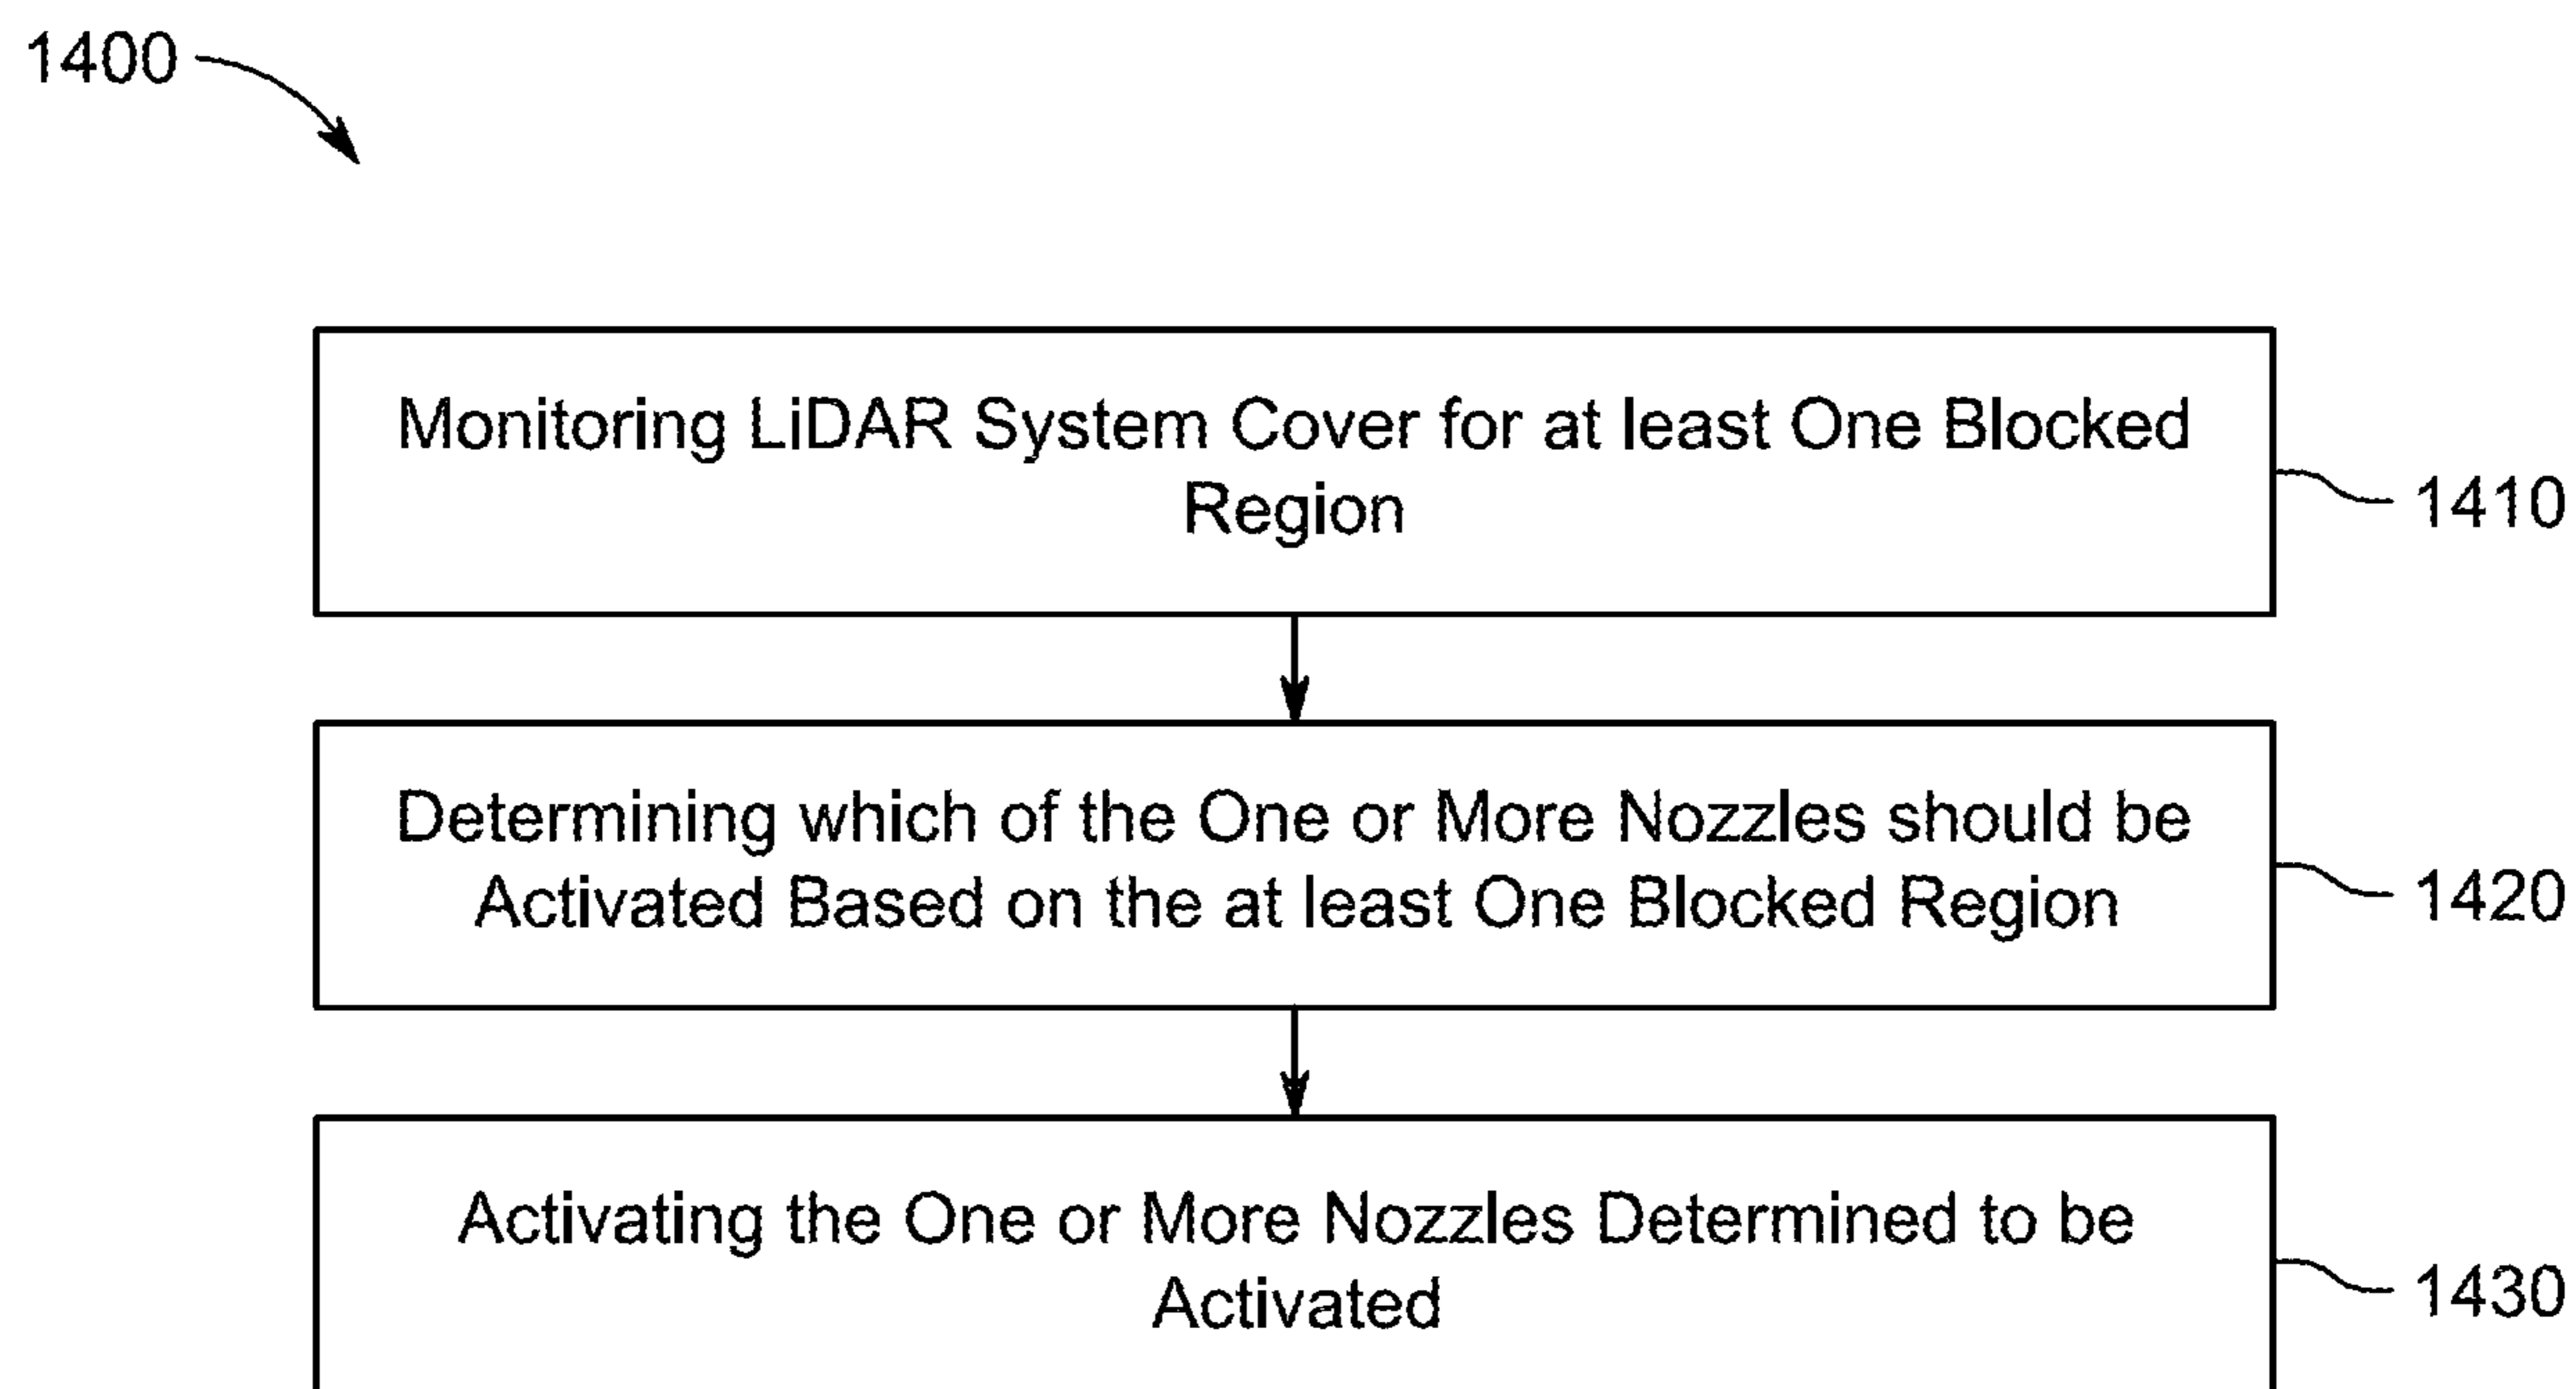 1400
Monitoring LiDAR System Cover for at least One Blocked
Region
1410
Determining which of the One or More Nozzles should be
Activated Based on the at least One Blocked Region
1420
Activating the One or More Nozzles Determined to be
Activated
1430